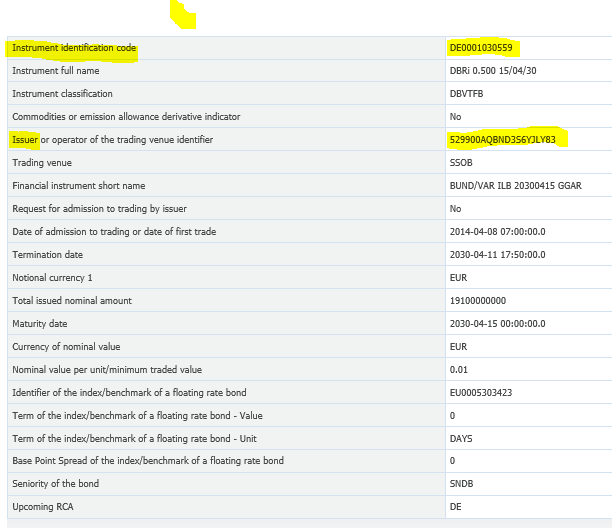 Instrument identification code DE0001030559
Instrument full name DBRi 0.500 15/04/30
Instrument classification DBVTFB
Commodities or emission allowance derivative indicator No
Issuer or operator of the trading venue identifier 529900AQBND3S6YJLY83
Trading venue SSOB
Financial instrument short name BUND/VAR ILB 20300415 GGAR
Request for admission to trading by issuer No
Date of admission to trading or date of first trade 2014-04-08 07:00:00.0
Termination date 2030-04-11 17:50:00.0
Notional currency 1 EUR
Total issued nominal amount 19100000000
Maturity date 2030-04-15 00:00:00.0
Currency of nominal value EUR
Nominal value per unit/minimum traded value 0.01
Identifier of the index/benchmark of a floating rate bond EU0005303423
Term of the index/benchmark of a floating rate bond - Value 0
Term of the index/benchmark of a floating rate bond - Unit DAYS
Base Point Spread of the index/benchmark of a floating rate bond 0
Seniority of the bond SNDB
Upcoming RCA DE